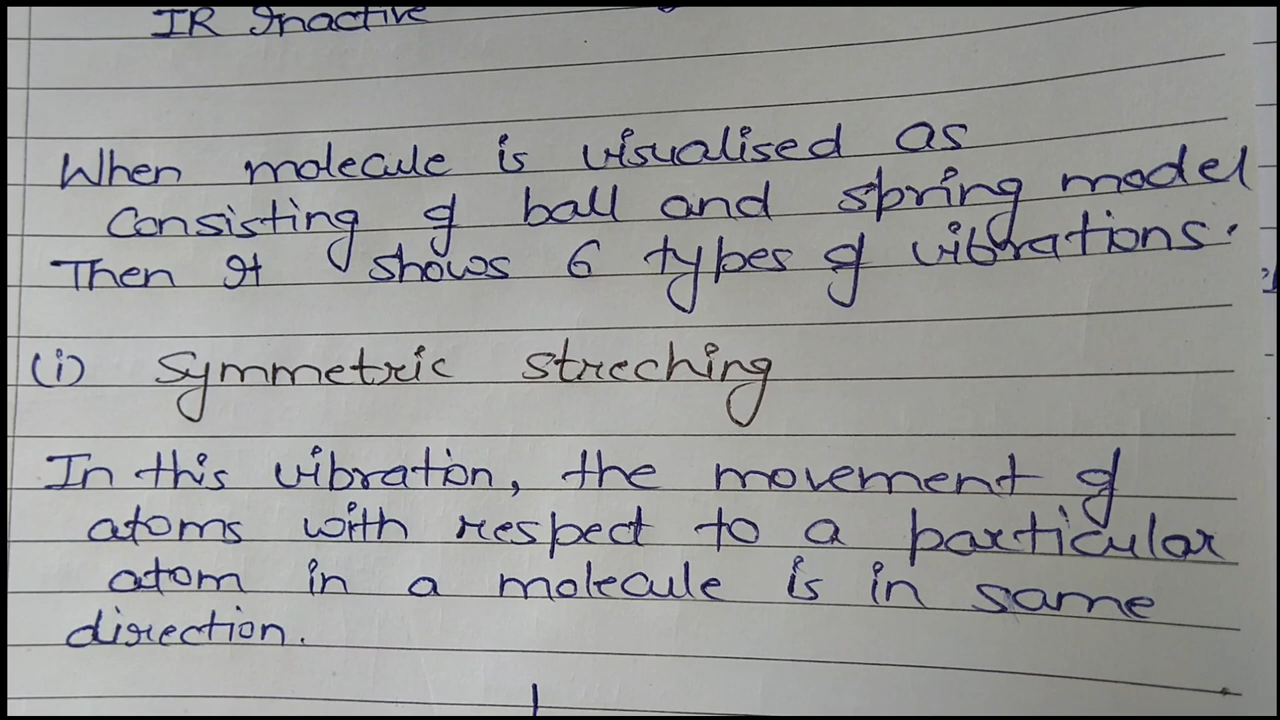 IR Inactive
When molecule is visualised as
Consisting of ball and spring model
Then It shows 6 types of vibrations.
(i) Symmetric streching
In this vibration, the movement of
atoms with respect to a particular
atom in a molecule is in same
direction.